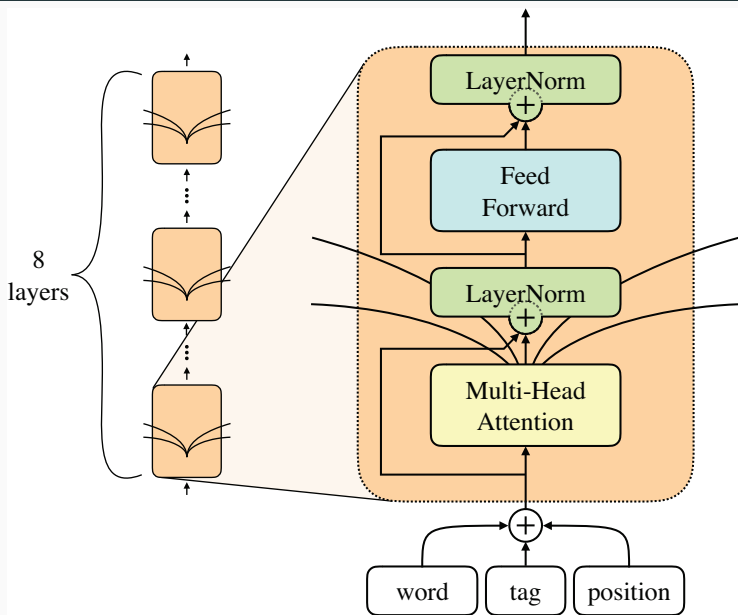 LayerNorm
+
Feed
Forward
8
layers
LayerNorm
+
Multi-Head
Attention
+
word
tag
position